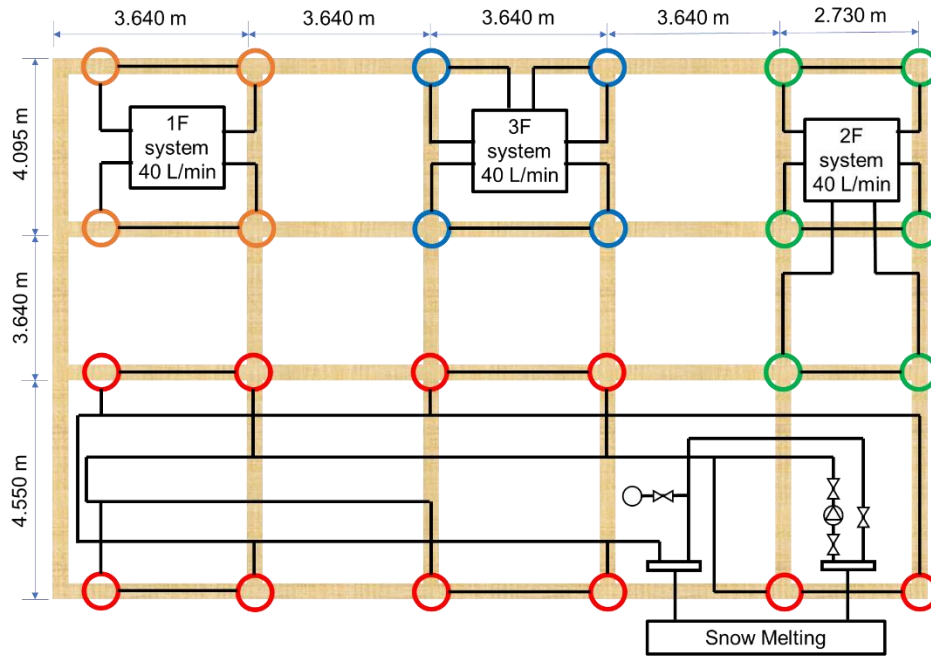 3.640 m
3.640 m
3.640 m
3.640 m
2.730 m
4.095 m
3.640 m
4.550 m
1F
system
40 L/min
3F
system
40 L/min
2F
system
40 L/min
Snow Melting